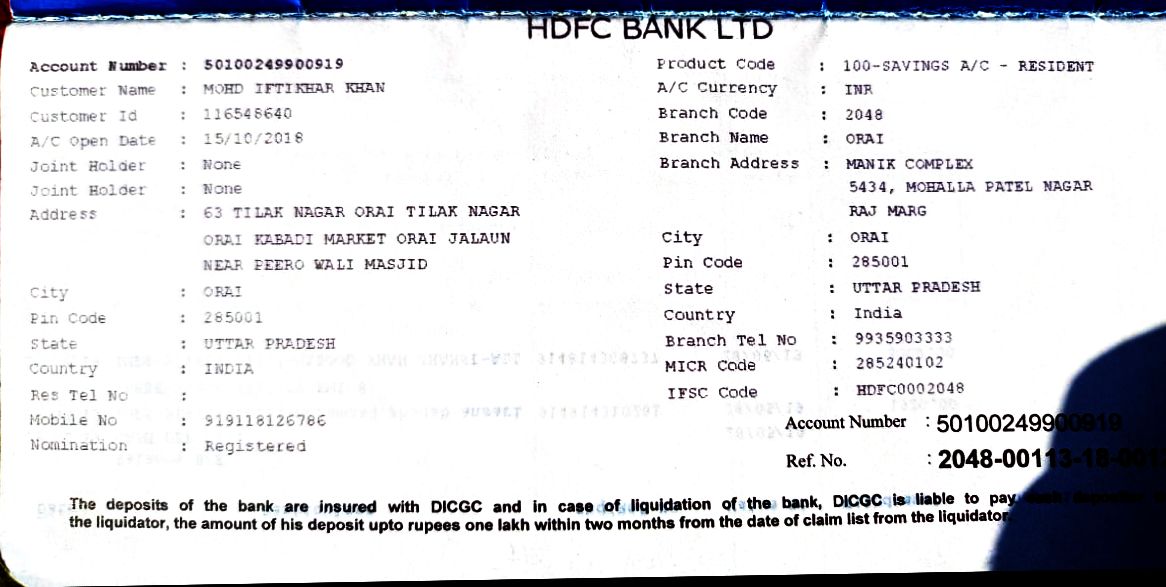 HDFC BANK LTD
Account Number : 50100249900919
Customer Name : MOHD IFTIKHAR KHAN
Customer Id : 116548640
A/C Open Date : 15/10/2018
Joint Holder : None
Joint Holder : None
Address : 63 TILAK NAGAR ORAI TILAK NAGAR
ORAI KABADI MARKET ORAI JALAUN
NEAR PEERO WALI MASJID
City : ORAI
Pin Code : 285001
State : UTTAR PRADESH
Country : INDIA
Res Tel No :
Mobile No : 919118126786
Nomination : Registered
Product Code : 100-SAVINGS A/C - RESIDENT
A/C Currency : INR
Branch Code : 2048
Branch Name : ORAI
Branch Address : MANIK COMPLEX
5434, MOHALLA PATEL NAGAR
RAJ MARG
City : ORAI
Pin Code : 285001
State : UTTAR PRADESH
Country : India
Branch Tel No : 9935903333
MICR Code : 285240102
IFSC Code : HDFC0002048
Account Number : 50100249900919
Ref. No. : 2048-00113-18-001
The deposits of the bank are insured with DICGC and in case of liquidation of the bank, DICGC is liable to pay
the liquidator, the amount of his deposit upto rupees one lakh within two months from the date of claim list from the liquidator.